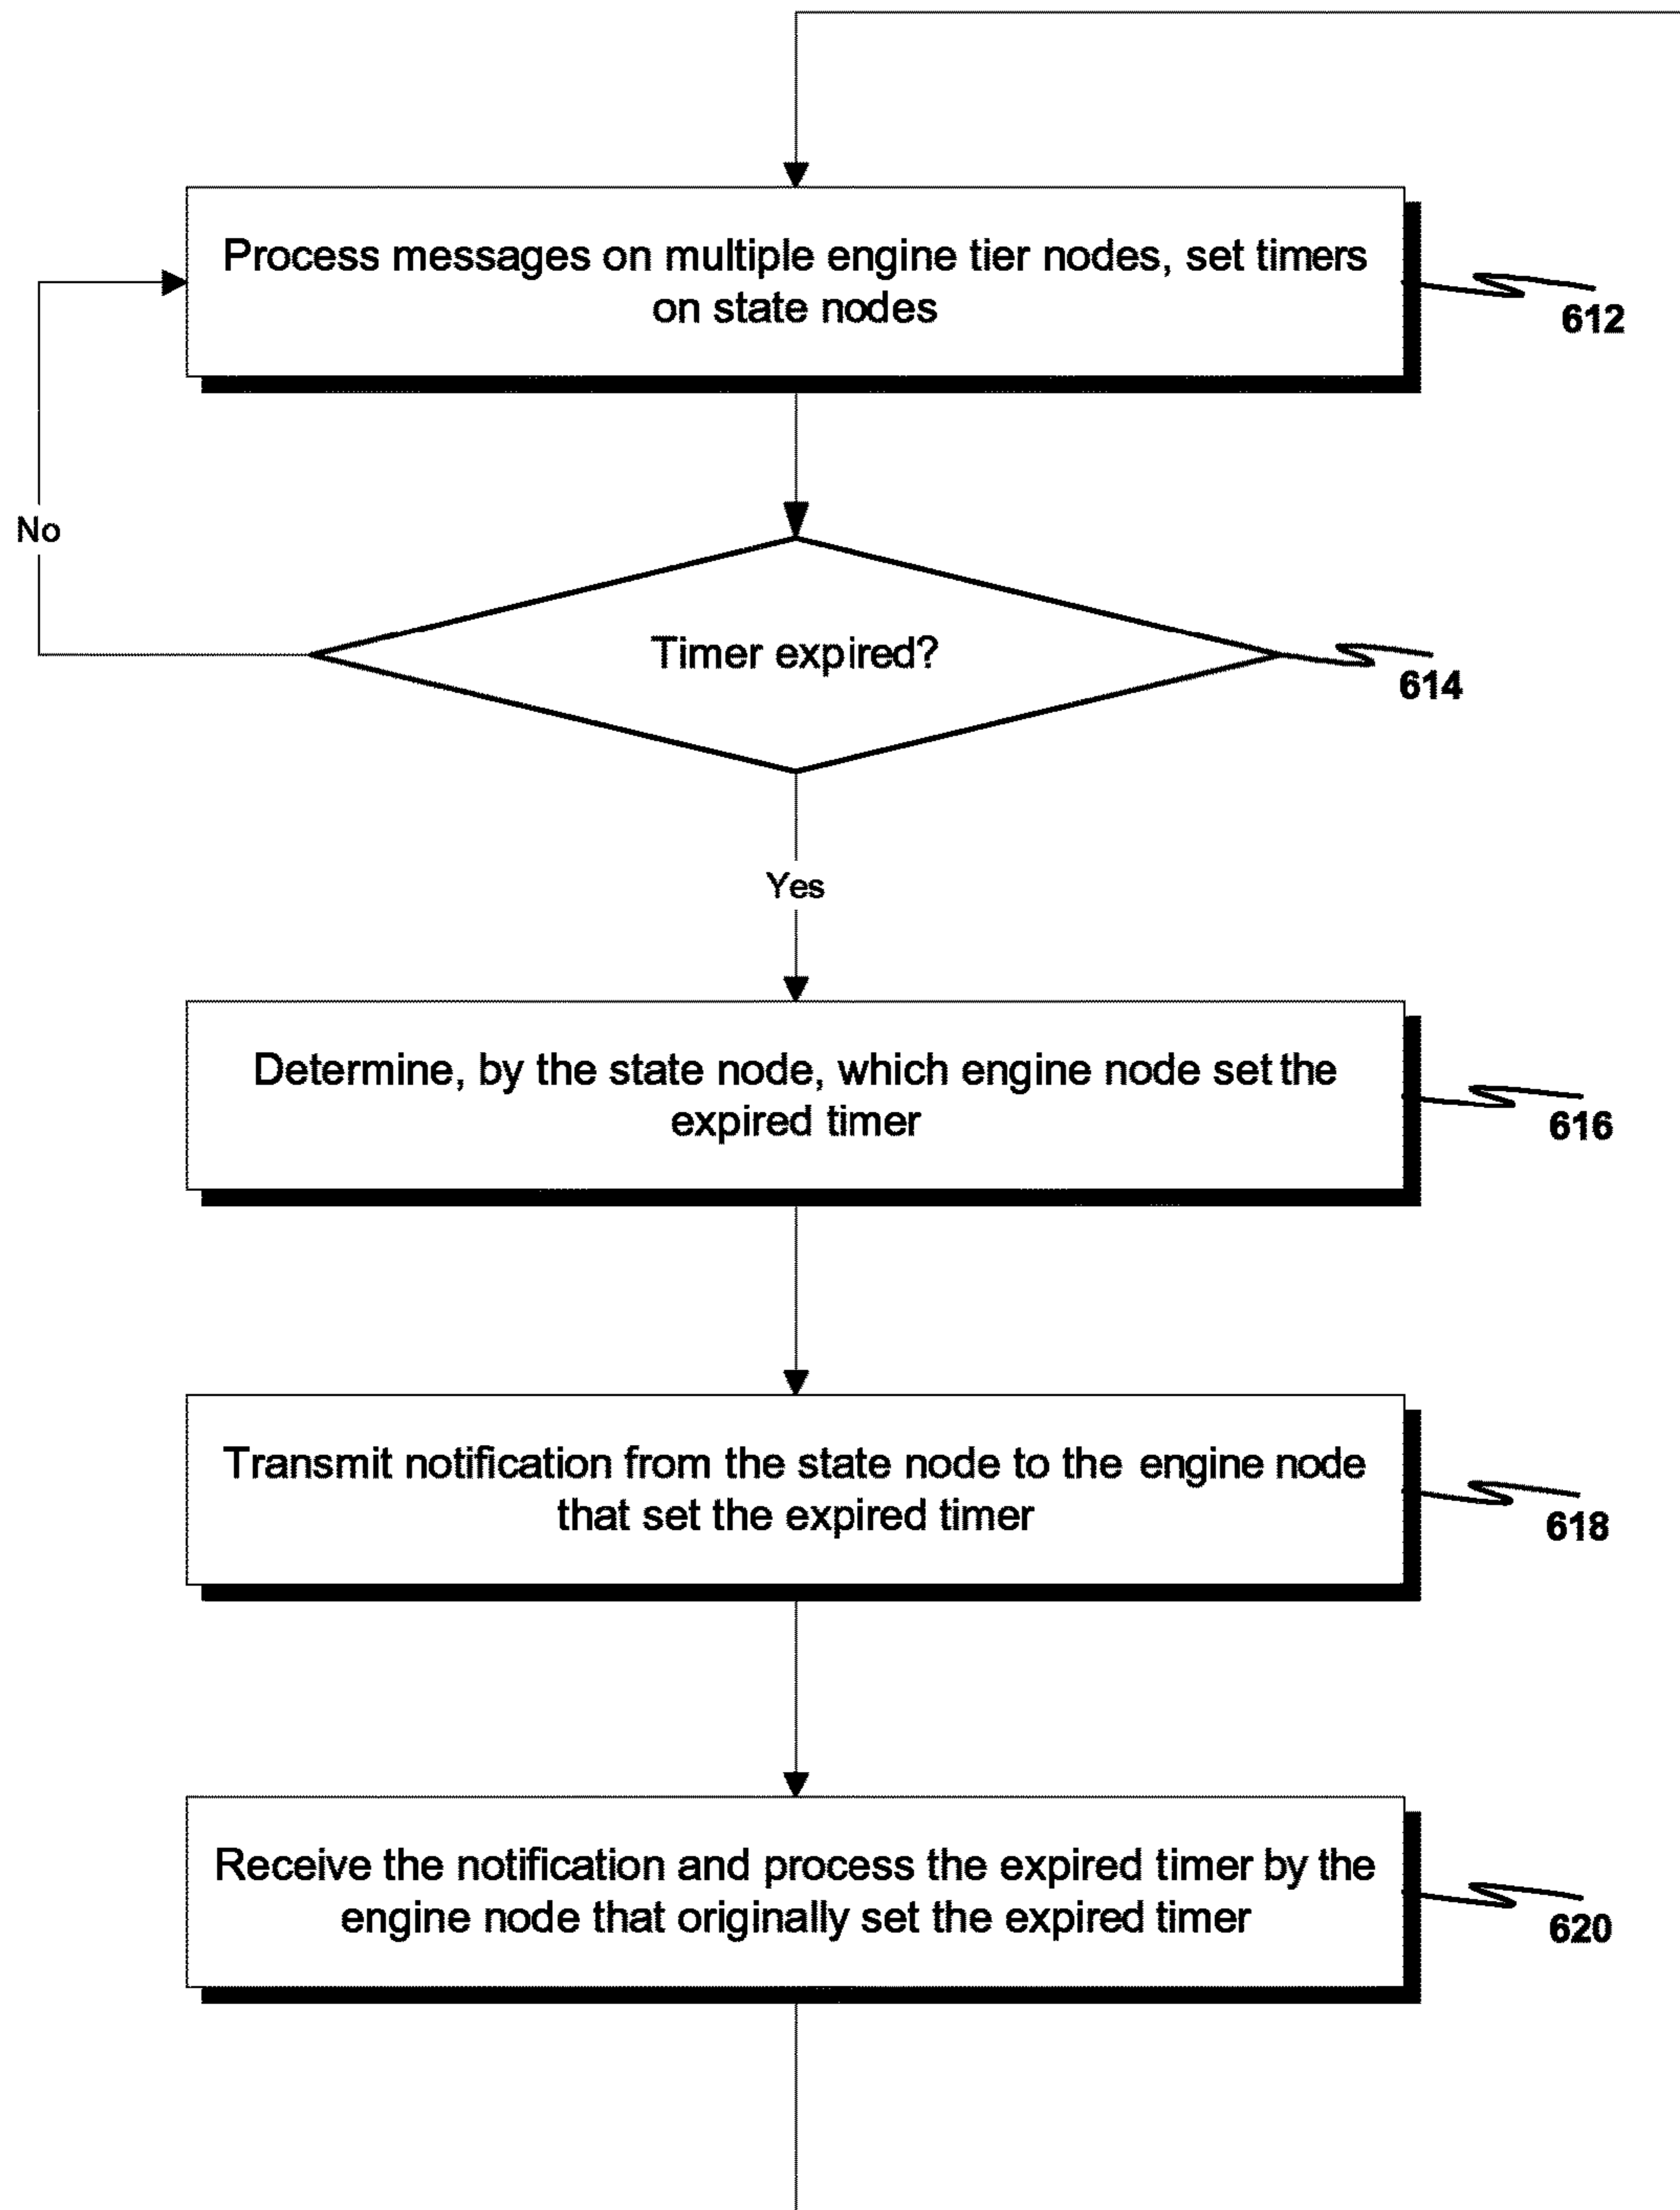 Process messages on multiple engine tier nodes, set timers
on state nodes
612
No
Timer expired?
614
Yes
Determine, by the state node, which engine node set the
expired timer
616
Transmit notification from the state node to the engine node
that set the expired timer
618
Receive the notification and process the expired timer by the
engine node that originally set the expired timer
620